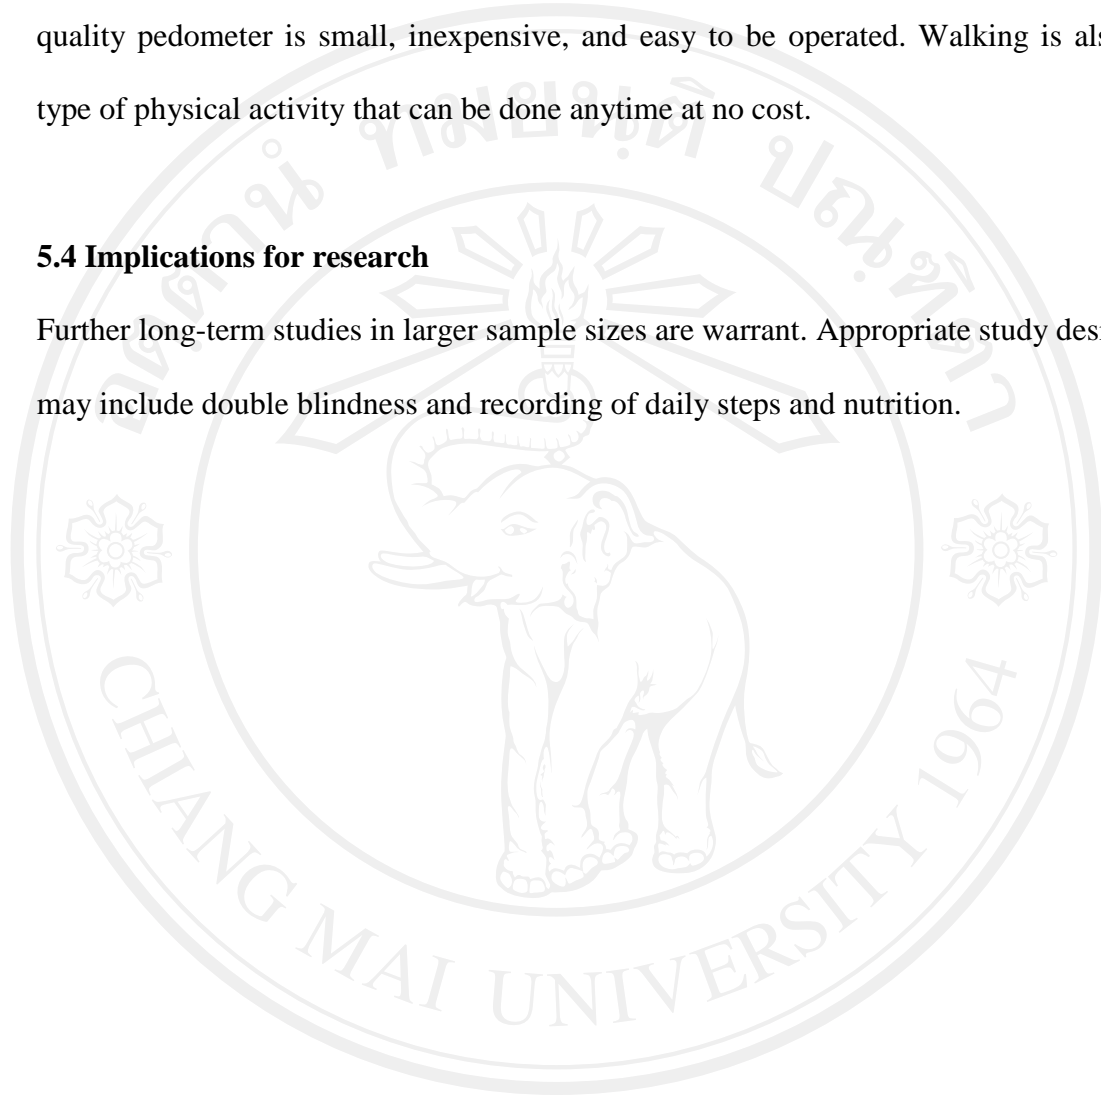 quality pedometer is small, inexpensive, and easy to be operated. Walking is
type of physical activity that can be done anytime at no cost.
5.4 Implications for research
Further long-term studies in larger sample sizes are warrant. Appropriate study
may include double blindness and recording of daily steps and nutrition.
CHIANG MAI UNIVERSITY 1964